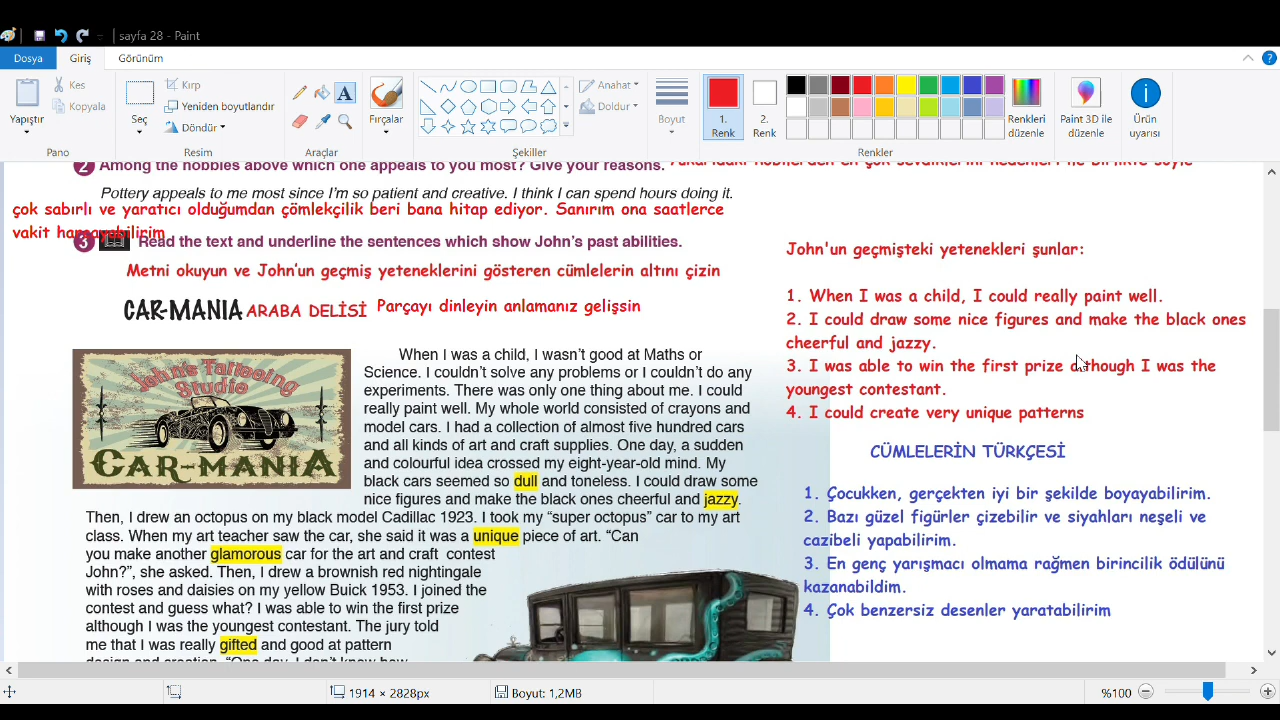 sayfa 28 - Paint
Dosya
Giriş
Görünüm
Yapıştır
Kes
Kopyala
Pano
Seç
Kırp
Yeniden boyutlandır
Döndür
Resim
A
Araçlar
Fırçalar
Anahat
Doldur
Şekiller
Boyut
1. Renk
2. Renk
Renkleri düzenle
Renkler
Paint 3D ile düzenle
Ürün uyarısı
2 Among the hobbies above which one appeals to you most? Give your reasons.
Yukarıdaki hobilerden en çok sevdiklerini nedenleri ile birlikte söyle
Pottery appeals to me most since I'm so patient and creative. I think I can spend hours doing it.
çok sabırlı ve yaratıcı olduğumdan çömlekçilik beri bana hitap ediyor. Sanırım ona saatlerce
vakit harcayabilirim
3 Read the text and underline the sentences which show John's past abilities.
Metni okuyun ve John'un geçmiş yeteneklerini gösteren cümlelerin altını çizin
CAR-MANIA ARABA DELİSİ Parçayı dinleyin anlamanız gelişsin
John's Tattooing
Studio
CAR-MANIA
When I was a child, I wasn't good at Maths or
Science. I couldn't solve any problems or I couldn't do any
experiments. There was only one thing about me. I could
really paint well. My whole world consisted of crayons and
model cars. I had a collection of almost five hundred cars
and all kinds of art and craft supplies. One day, a sudden
and colourful idea crossed my eight-year-old mind. My
black cars seemed so dull and toneless. I could draw some
nice figures and make the black ones cheerful and jazzy.
Then, I drew an octopus on my black model Cadillac 1923. I took my “super octopus” car to my art
class. When my art teacher saw the car, she said it was a unique piece of art. “Can
you make another glamorous car for the art and craft contest
John?”, she asked. Then, I drew a brownish red nightingale
with roses and daisies on my yellow Buick 1953. I joined the
contest and guess what? I was able to win the first prize
although I was the youngest contestant. The jury told
me that I was really gifted and good at pattern
design and creation. “One day, I don't know how
John'un geçmişteki yetenekleri şunlar:
1. When I was a child, I could really paint well.
2. I could draw some nice figures and make the black ones
cheerful and jazzy.
3. I was able to win the first prize although I was the
youngest contestant.
4. I could create very unique patterns
CÜMLELERİN TÜRKÇESİ
1. Çocukken, gerçekten iyi bir şekilde boyayabilirim.
2. Bazı güzel figürler çizebilir ve siyahları neşeli ve
cazibeli yapabilirim.
3. En genç yarışmacı olmama rağmen birincilik ödülünü
kazanabildim.
4. Çok benzersiz desenler yaratabilirim
1914 × 2828px
Boyut: 1,2MB
%100